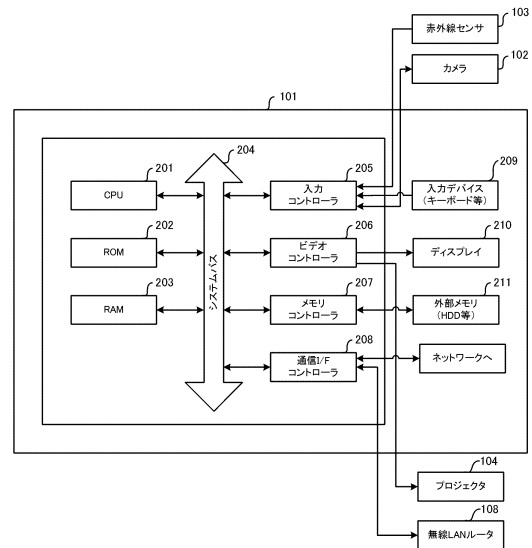 103
赤外線センサ
102
カメラ
101
204
201
CPU
205
入力
コントローラ
209
入力デバイス
(キーボード等)
202
ROM
206
ビデオ
コントローラ
210
ディスプレイ
203
RAM
システムバス
207
メモリ
コントローラ
211
外部メモリ
(HDD等)
208
通信I/F
コントローラ
ネットワークへ
104
プロジェクタ
108
無線LANルータ